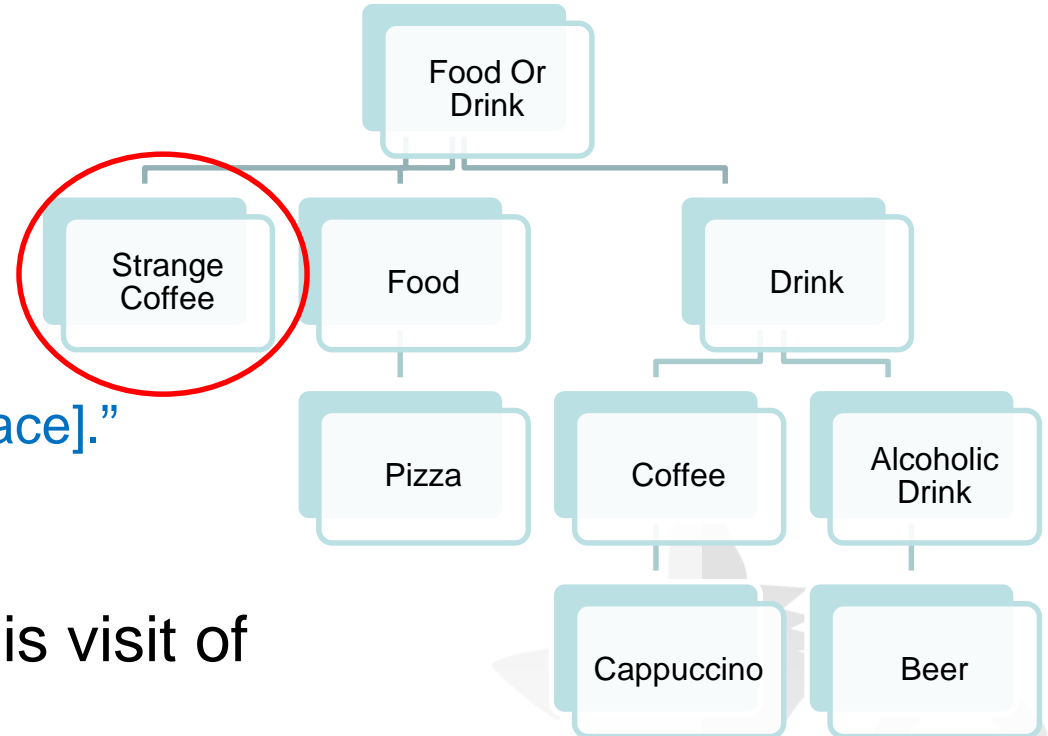 Food Or
Drink
Strange
Coffee
Food
Drink
ace].”
Pizza
Coffee
Alcoholic
Drink
is visit of
Cappuccino
Beer